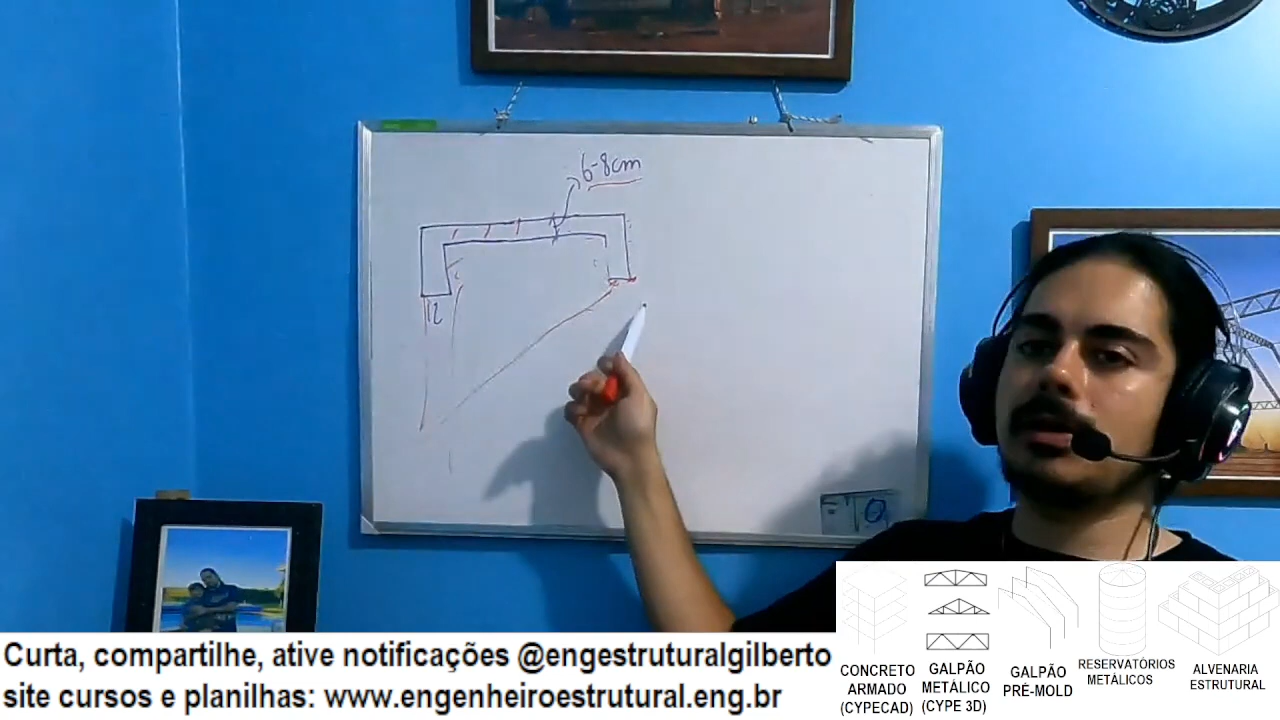 6-8cm
12
Curta, compartilhe, ative notificações @engestruturalgilberto
site cursos e planilhas: www.engenheiroestrutural.eng.br
CONCRETO
ARMADO
(CYPECAD)
GALPÃO
METÁLICO
(CYPE 3D)
GALPÃO
PRÉ-MOLD
RESERVATÓRIOS
METÁLICOS
ALVENARIA
ESTRUTURAL